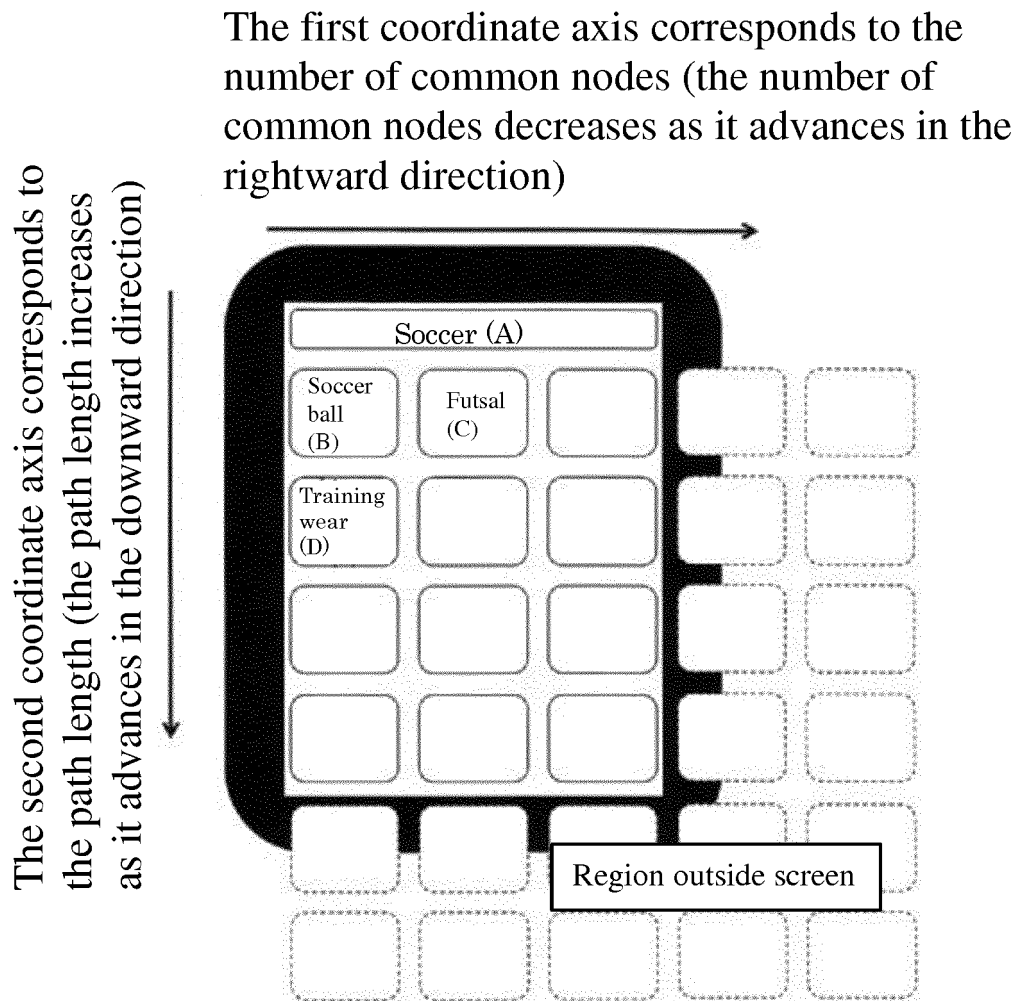 The first coordinate axis corresponds to the
number of common nodes (the number of
common nodes decreases as it advances in the
rightward direction)
The second coordinate axis corresponds to
the path length (the path length increases
as it advances in the downward direction)
Soccer (A)
Soccer
ball
(B)
Futsal
(C)
Training
wear
(D)
Region outside screen